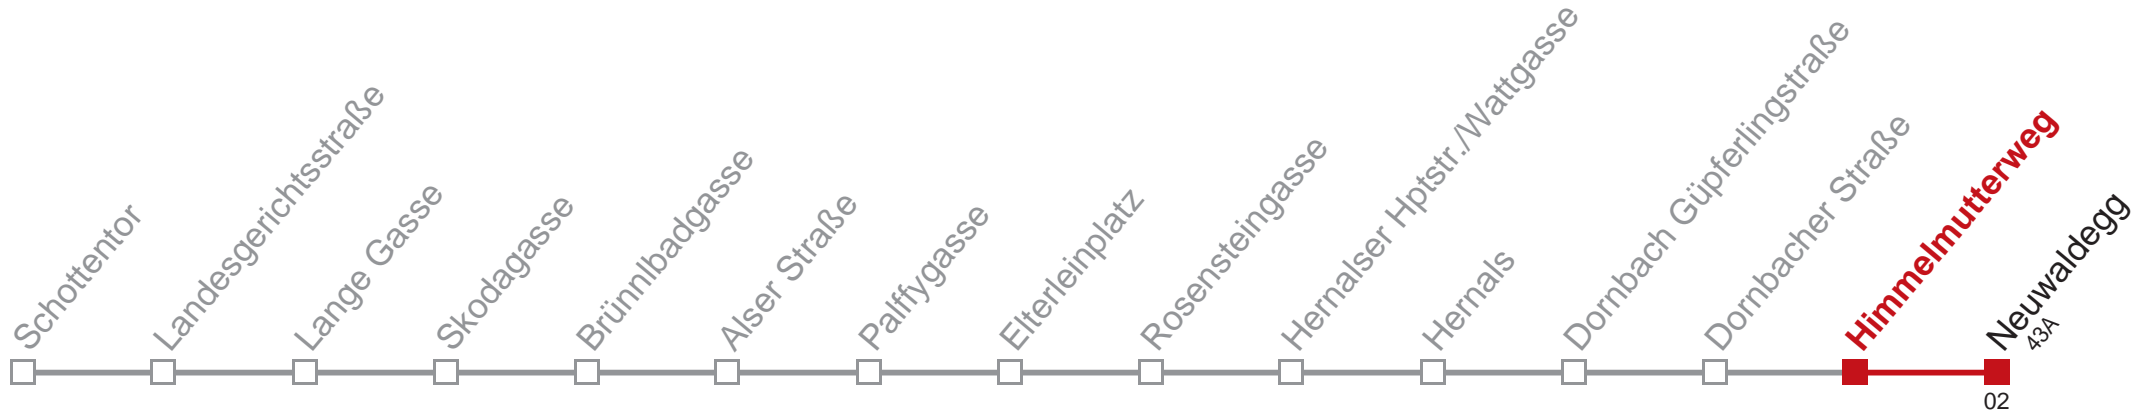 Schottentor
Landesgerichtsstraße
Lange Gasse
Skodagasse
Brünnlbadgasse
Alser Straße
Palffygasse
Elterleinplatz
Rosensteingasse
Hernalser Hptstr./Wattgasse
Hernals
Dornbach Güpferlingstraße
Dornbacher Straße
Himmelmutterweg
Neuwaldegg
43A
02